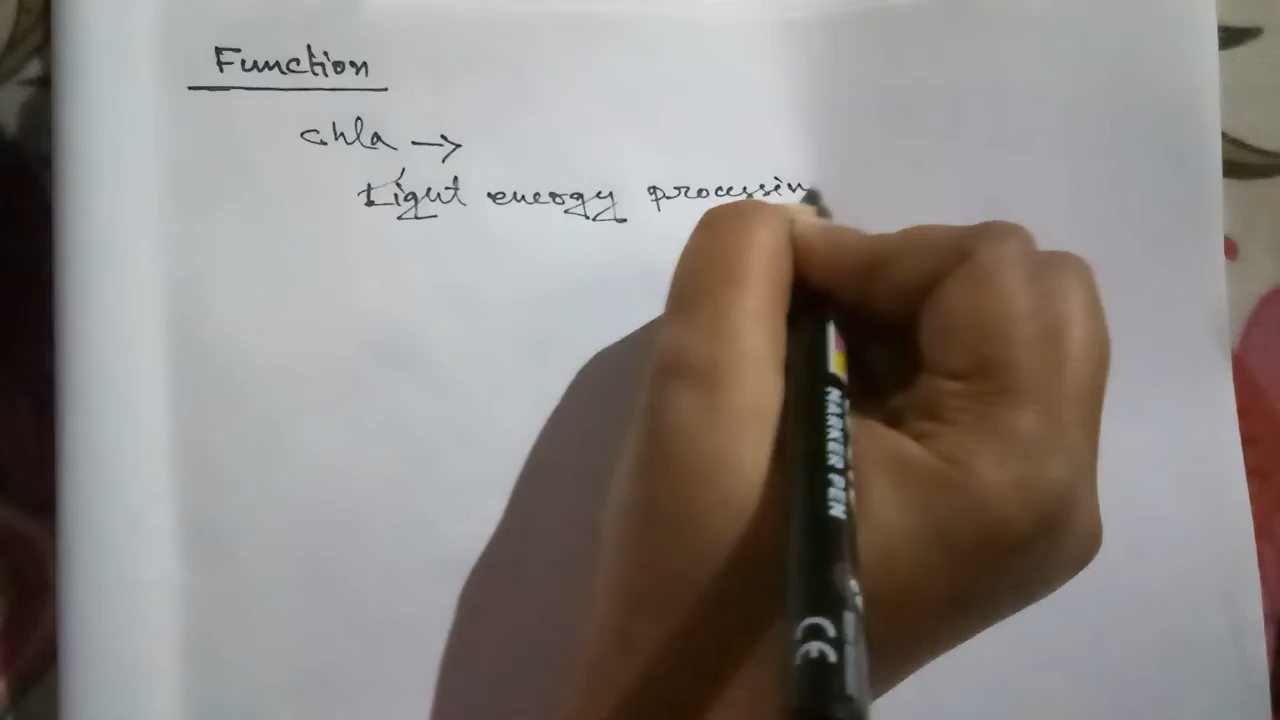 Function
chla →
Light energy processin
MARKER PEN
CE